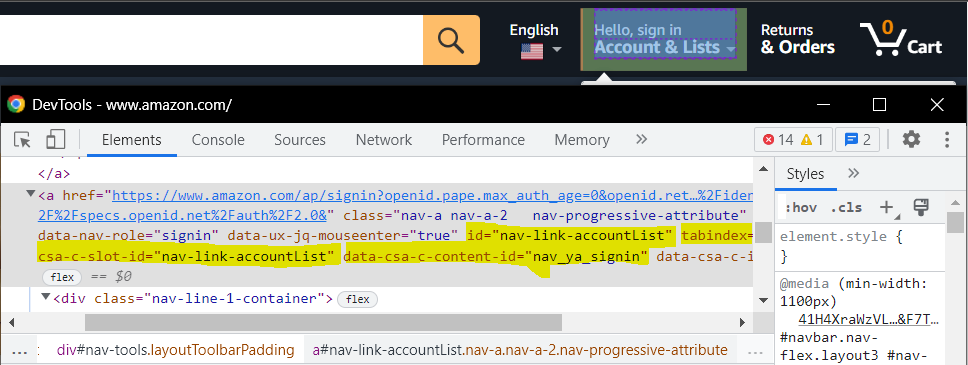 English
Hello, sign in
Account & Lists
Returns
& Orders
0
Cart
DevTools - www.amazon.com/
Elements Console Sources Network Performance Memory » 14 1 2
</a>
<a href="https://www.amazon.com/ap/signin?openid.pape.max_auth_age=0&openid.ret…%2Fiden
2F%2Fspecs.openid.net%2Fauth%2F2.0&" class="nav-a nav-a-2 nav-progressive-attribute"
data-nav-role="signin" data-ux-jq-mouseenter="true" id="nav-link-accountList" tabindex=
csa-c-slot-id="nav-link-accountList" data-csa-c-content-id="nav_ya_signin" data-csa-c-i
flex == $0
<div class="nav-line-1-container"> flex
... div#nav-tools.layoutToolbarPadding a#nav-link-accountList.nav-a.nav-a-2.nav-progressive-attribute ...
Styles »
:hov .cls +
element.style {
}
@media (min-width:
1100px)
41H4XraWzVL…&F7T…
#navbar.nav-
flex.layout3 #nav-